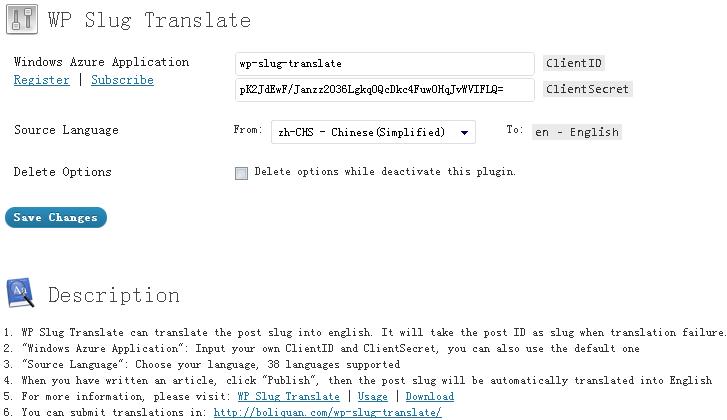 WP Slug Translate
Windows Azure Application
wp-slug-translate
ClientID
Register | Subscribe
pK2JdEwF/Janzz2036Lgkq0QcDkc4Fuw0HqJvWVIFLQ=
ClientSecret
Source Language
From: zh-CHS - Chinese(Simplified)
To: en - English
Delete Options
Delete options while deactivate this plugin.
Save Changes
Description
1. WP Slug Translate can translate the post slug into english. It will take the post ID as slug when translation failure.
2. "Windows Azure Application": Input your own ClientID and ClientSecret, you can also use the default one
3. "Source Language": Choose your language, 38 languages supported
4. When you have written an article, click "Publish", then the post slug will be automatically translated into English
5. For more information, please visit: WP Slug Translate | Usage | Download
6. You can submit translations in: http://boliquan.com/wp-slug-translate/